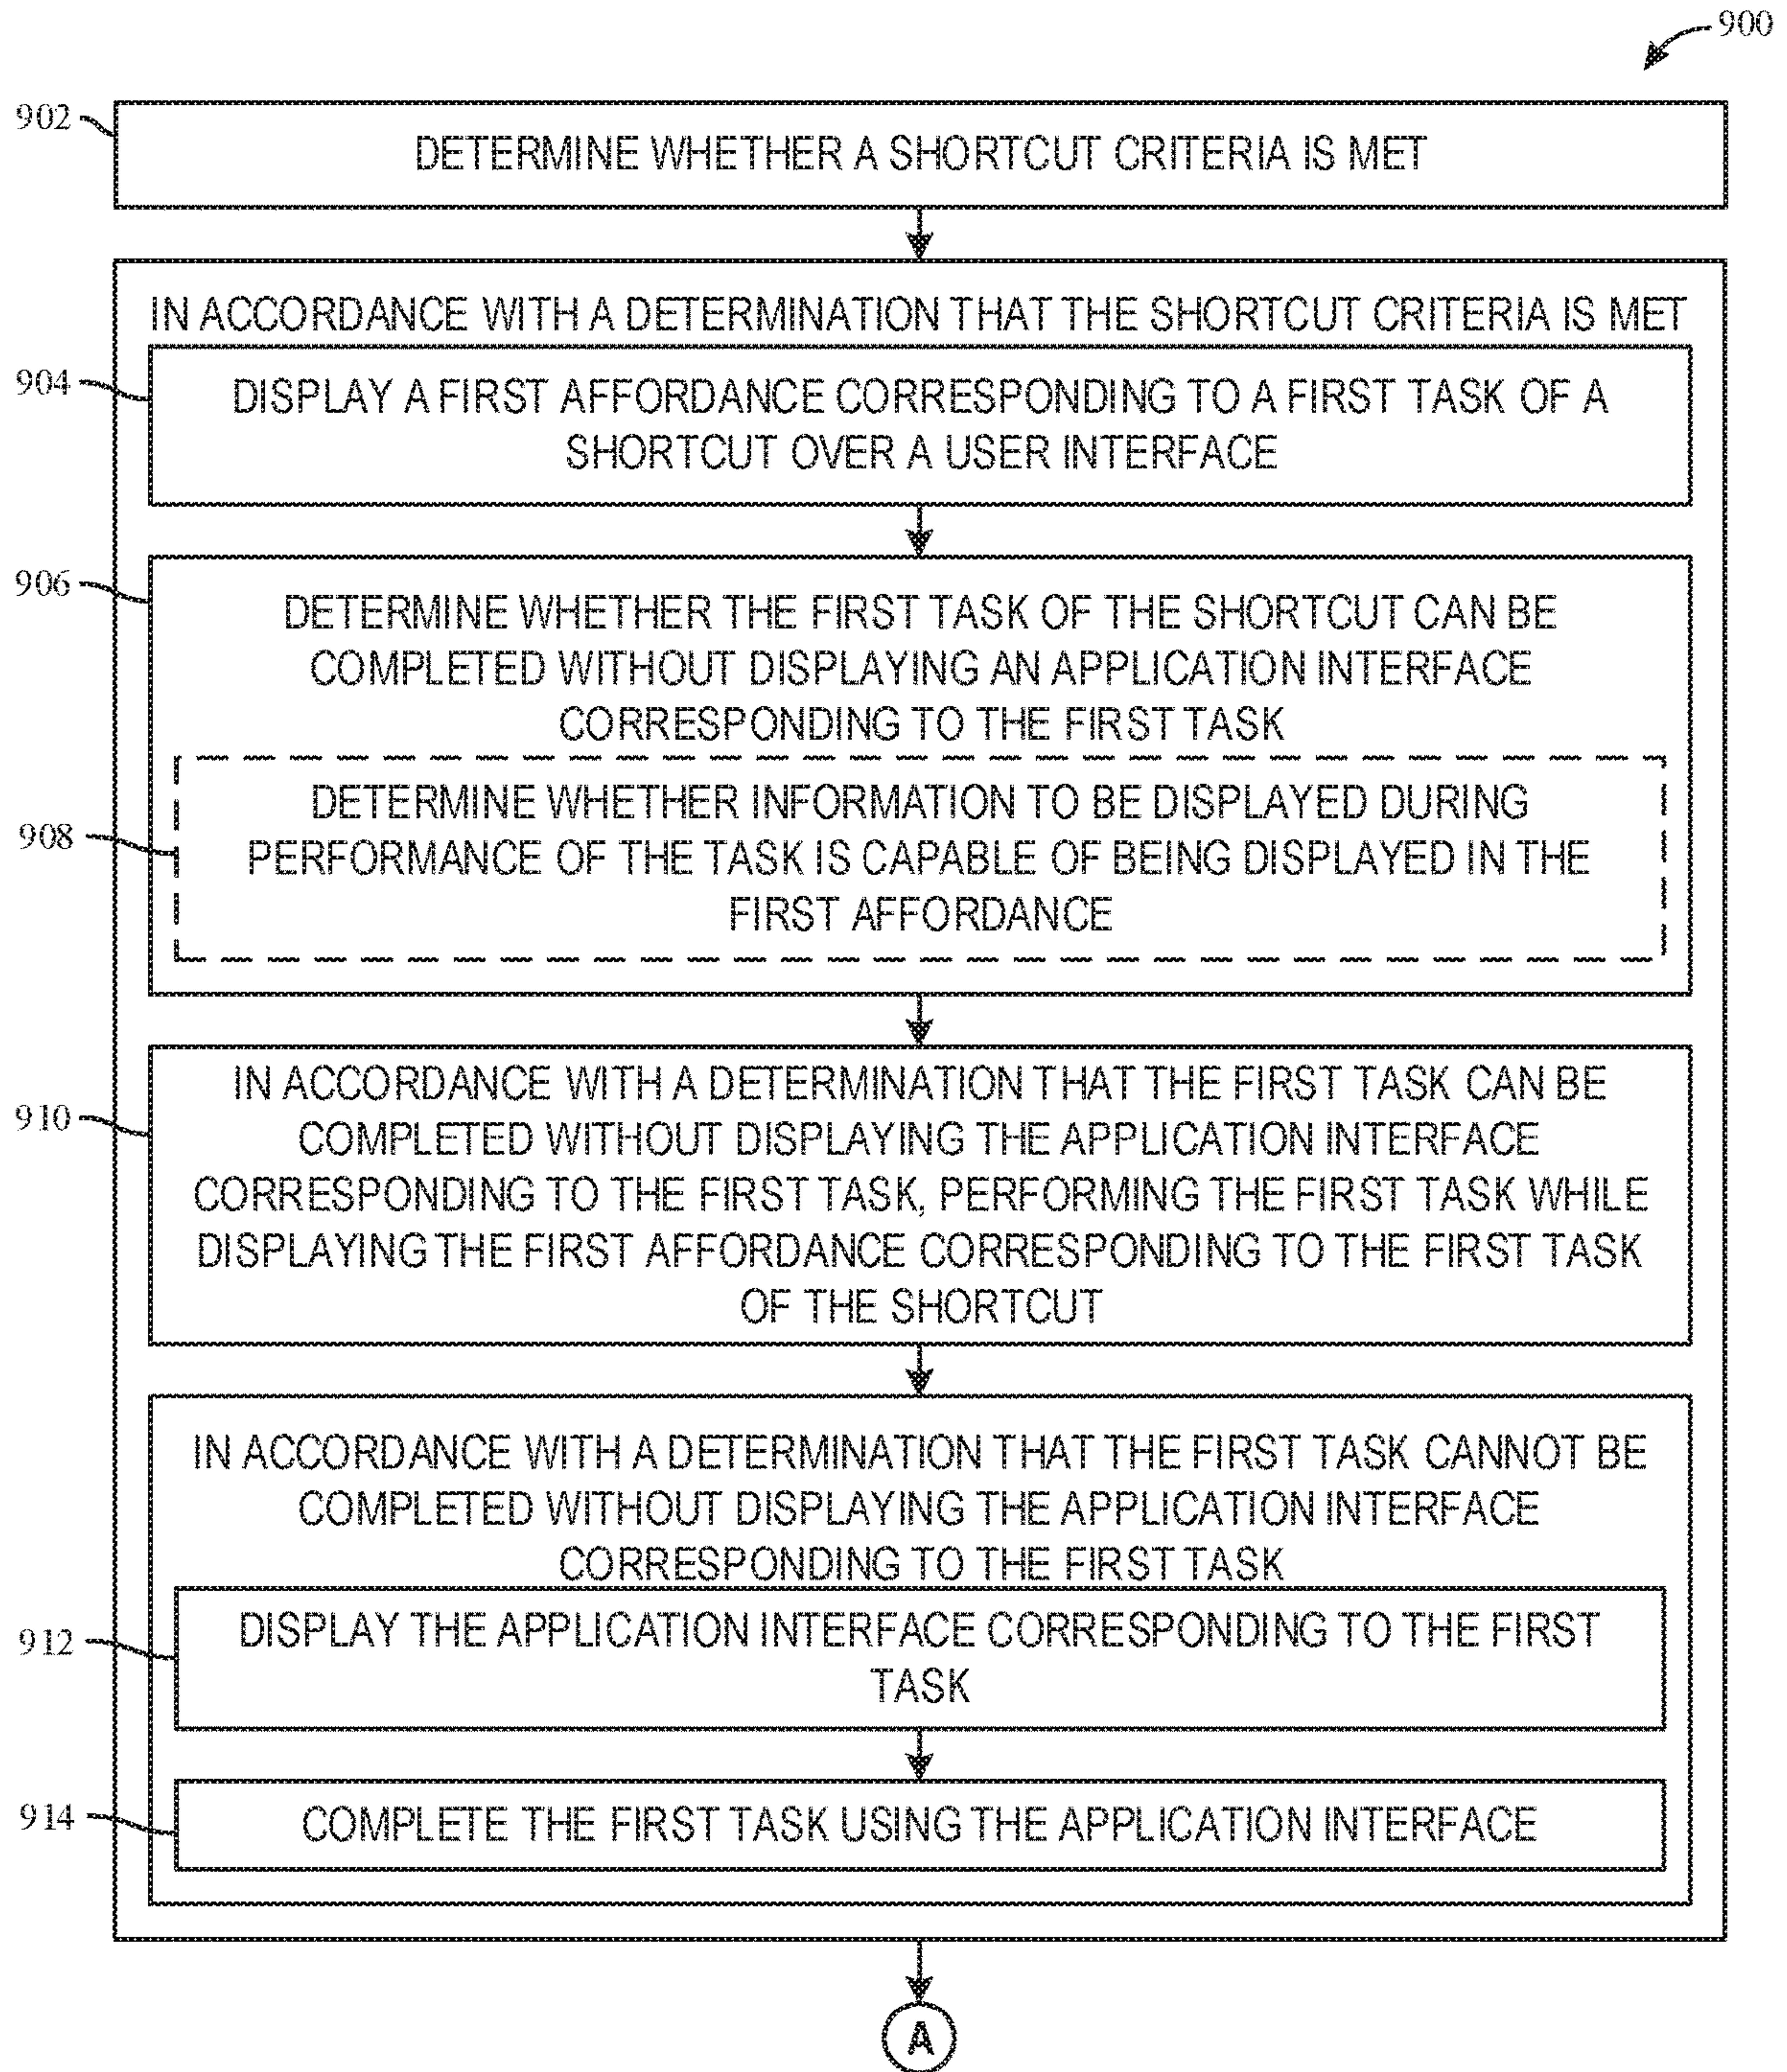 900
902
DETERMINE WHETHER A SHORTCUT CRITERIA IS MET
IN ACCORDANCE WITH A DETERMINATION THAT THE SHORTCUT CRITERIA IS MET
904
DISPLAY A FIRST AFFORDANCE CORRESPONDING TO A FIRST TASK OF A
SHORTCUT OVER A USER INTERFACE
906
DETERMINE WHETHER THE FIRST TASK OF THE SHORTCUT CAN BE
COMPLETED WITHOUT DISPLAYING AN APPLICATION INTERFACE
CORRESPONDING TO THE FIRST TASK
908
DETERMINE WHETHER INFORMATION TO BE DISPLAYED DURING
PERFORMANCE OF THE TASK IS CAPABLE OF BEING DISPLAYED IN THE
FIRST AFFORDANCE
910
IN ACCORDANCE WITH A DETERMINATION THAT THE FIRST TASK CAN BE
COMPLETED WITHOUT DISPLAYING THE APPLICATION INTERFACE
CORRESPONDING TO THE FIRST TASK, PERFORMING THE FIRST TASK WHILE
DISPLAYING THE FIRST AFFORDANCE CORRESPONDING TO THE FIRST TASK
OF THE SHORTCUT
IN ACCORDANCE WITH A DETERMINATION THAT THE FIRST TASK CANNOT BE
COMPLETED WITHOUT DISPLAYING THE APPLICATION INTERFACE
CORRESPONDING TO THE FIRST TASK
912
DISPLAY THE APPLICATION INTERFACE CORRESPONDING TO THE FIRST
TASK
914
COMPLETE THE FIRST TASK USING THE APPLICATION INTERFACE
A